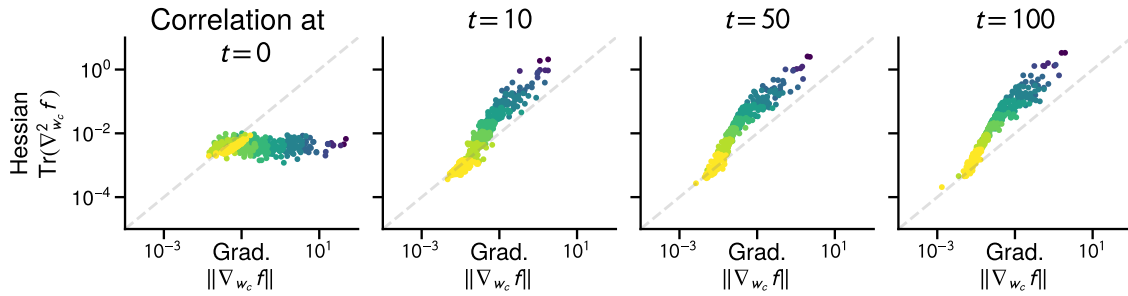 Correlation at
t = 0
t = 10
t = 50
t = 100
Hessian
Tr(∇²_{w_c} f)
10⁰
10⁻²
10⁻⁴
10⁻³
10¹
10⁻³
10¹
10⁻³
10¹
10⁻³
10¹
Grad.
‖∇_{w_c} f‖
Grad.
‖∇_{w_c} f‖
Grad.
‖∇_{w_c} f‖
Grad.
‖∇_{w_c} f‖